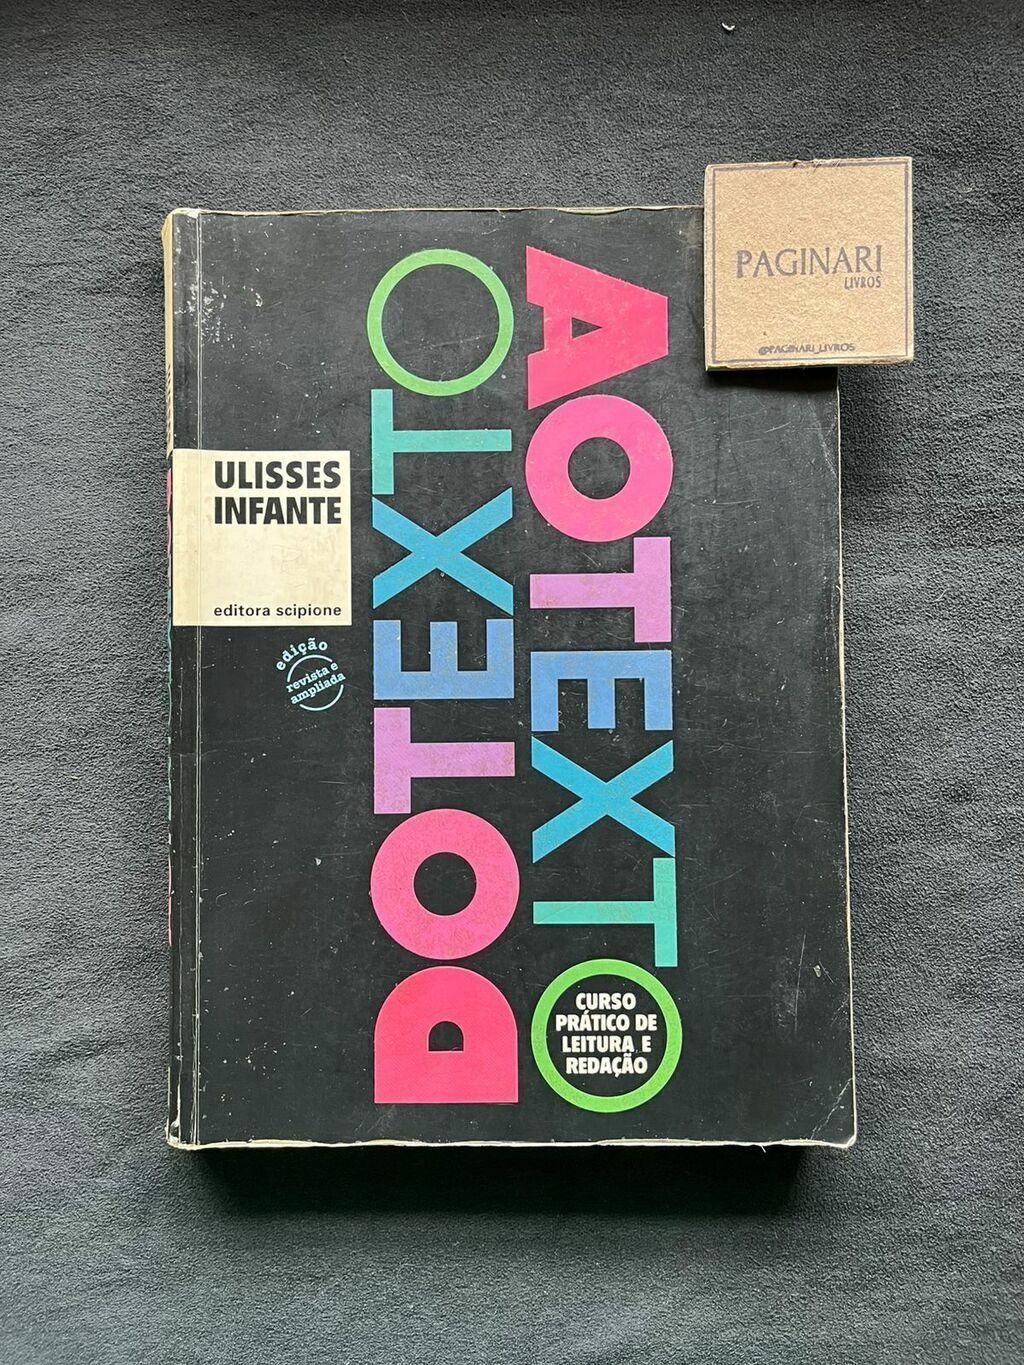 PAGINARI
LIVROS
@PAGINARI_LIVROS
ULISSES
INFANTE
editora scipione
edição
revista e
ampliada
DO TEXTO
AO TEXTO
CURSO
PRÁTICO DE
LEITURA E
REDAÇÃO